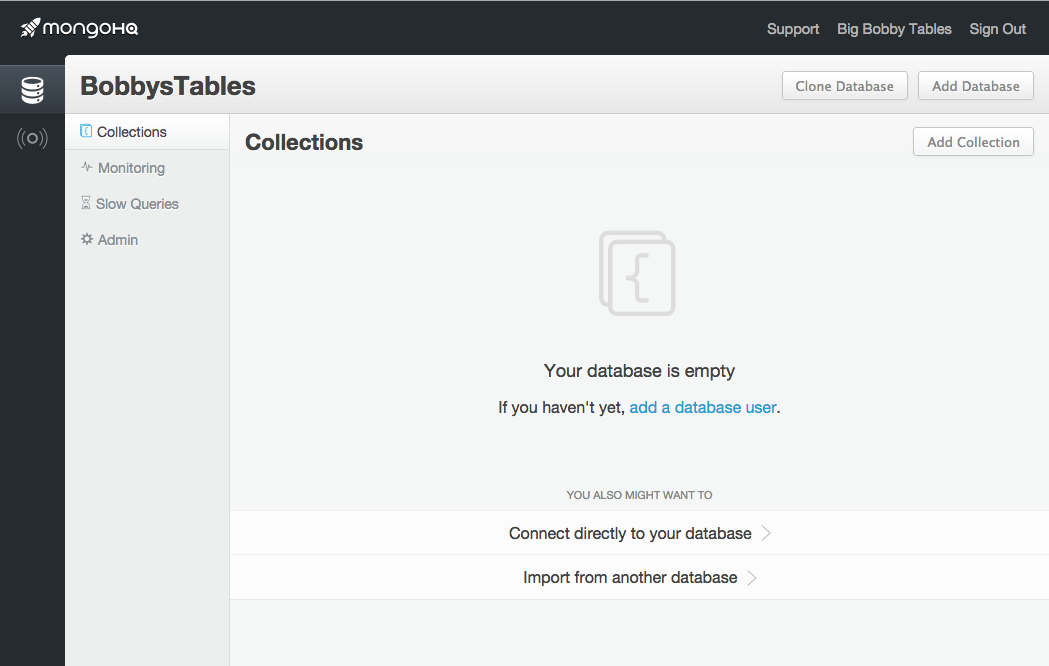 mongoHQ
Support Big Bobby Tables Sign Out
BobbysTables
Clone Database Add Database
Collections
Monitoring
Slow Queries
Admin
Collections
Add Collection
{
Your database is empty
If you haven't yet, add a database user.
YOU ALSO MIGHT WANT TO
Connect directly to your database
Import from another database